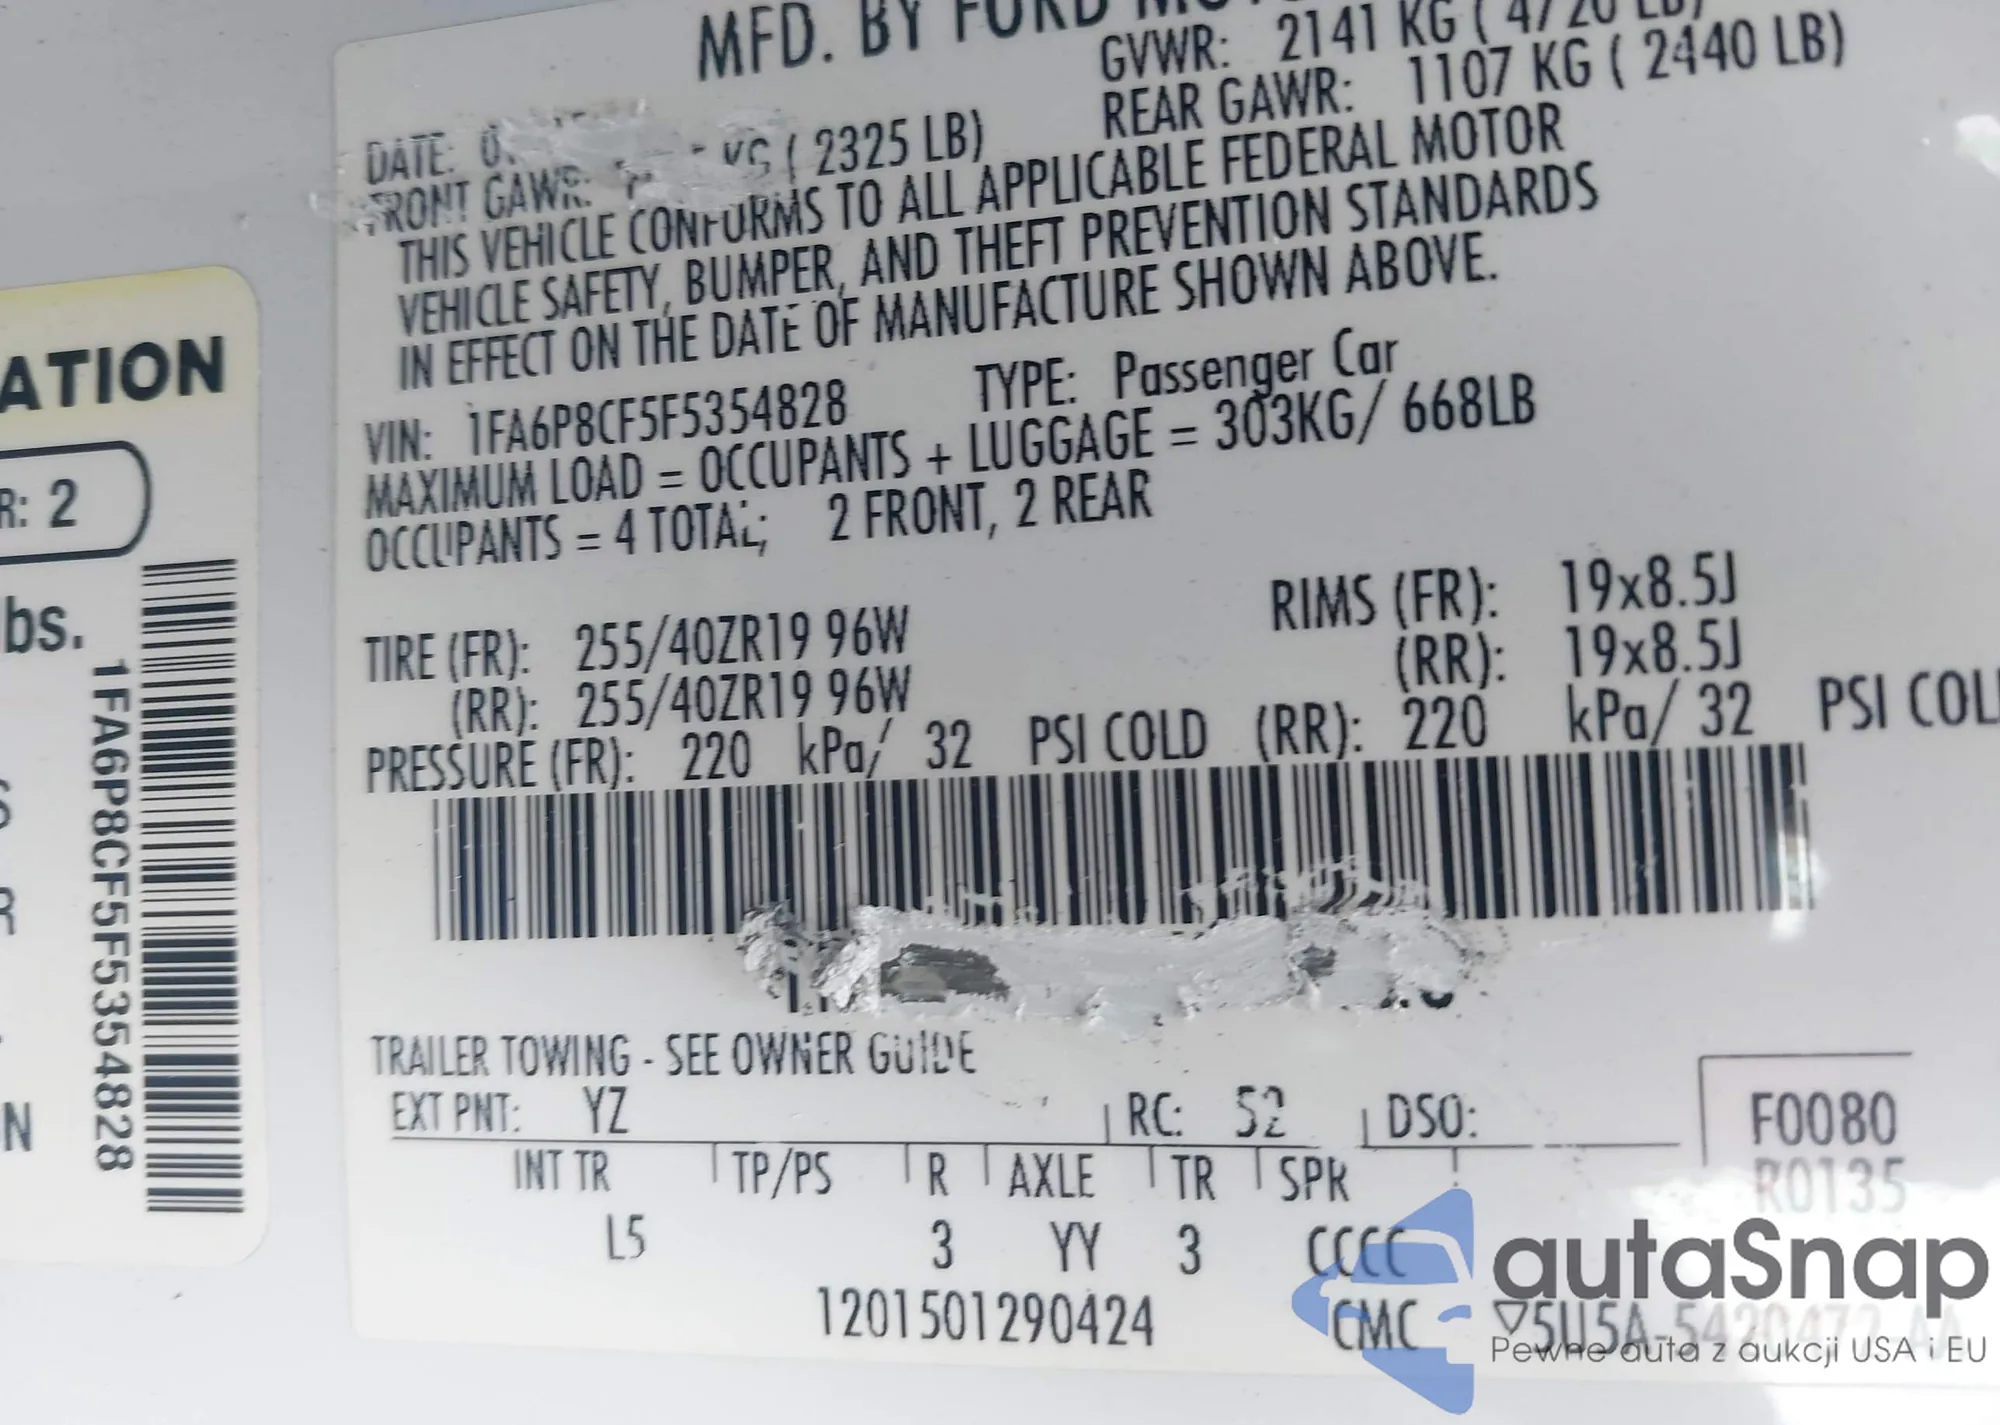 MFD. BY FORD
GVWR: 2141 KG ( 4720 LB)
DATE:
REAR GAWR: 1107 KG ( 2440 LB)
FRONT GAWR: KG ( 2325 LB)
THIS VEHICLE CONFORMS TO ALL APPLICABLE FEDERAL MOTOR
VEHICLE SAFETY, BUMPER, AND THEFT PREVENTION STANDARDS
IN EFFECT ON THE DATE OF MANUFACTURE SHOWN ABOVE.
VIN: 1FA6P8CF5F5354828 TYPE: Passenger Car
MAXIMUM LOAD = OCCUPANTS + LUGGAGE = 303KG/ 668LB
OCCUPANTS = 4 TOTAL; 2 FRONT, 2 REAR
TIRE (FR): 255/40ZR19 96W RIMS (FR): 19x8.5J
(RR): 255/40ZR19 96W (RR): 19x8.5J
PRESSURE (FR): 220 kPa/ 32 PSI COLD (RR): 220 kPa/ 32 PSI COL
TRAILER TOWING - SEE OWNER GUIDE
EXT PNT: YZ RC: 52 DSO:
F0080
R0135
INT TR TP/PS R AXLE TR SPR
L5 3 YY 3 CCCC
1201501290424 CMC ▽5U5A-5420472-AA
ATION
R: 2
bs.
1FA6P8CF5F5354828
N
autaSnap
Pewne auta z aukcji USA i EU